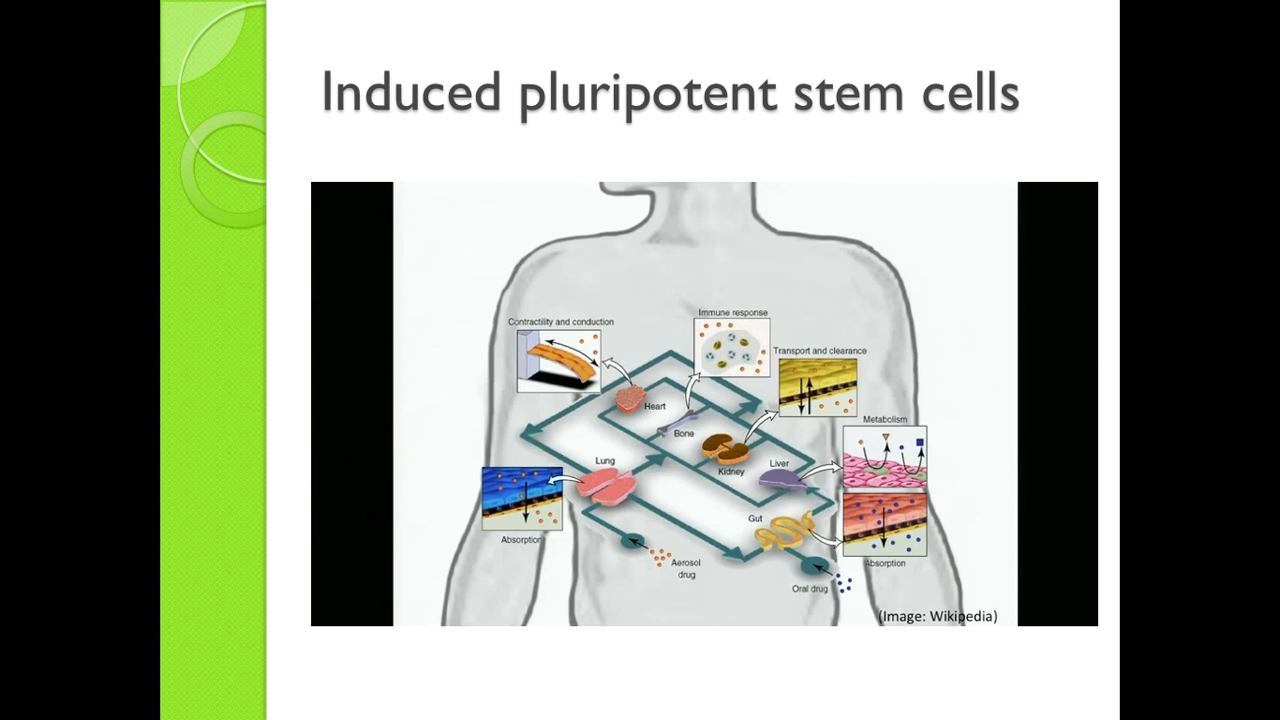 Induced pluripotent stem cells
Immune response
Contractility and conduction
Transport and clearance
Heart
Metabolism
Bone
Lung
Liver
Kidney
Gut
Absorption
Aerosol
drug
Absorption
Oral drug
(Image: Wikipedia)